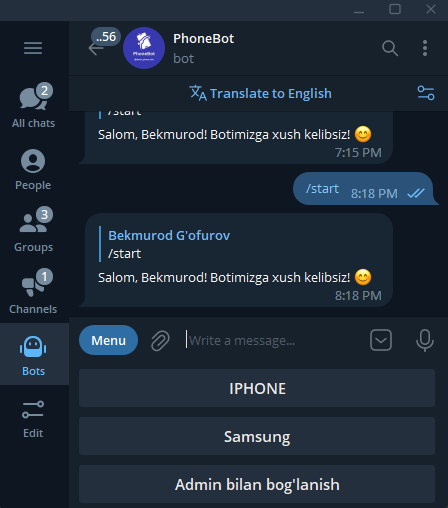 ..56
PhoneBot
bot
Translate to English
2
All chats
People
3
Groups
1
Channels
Bots
Edit
/start
Salom, Bekmurod! Botimizga xush kelibsiz! 😊
7:15 PM
/start 8:18 PM
Bekmurod G'ofurov
/start
Salom, Bekmurod! Botimizga xush kelibsiz! 😊
8:18 PM
Menu
Write a message...
IPHONE
Samsung
Admin bilan bog'lanish